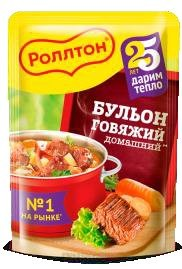 РОЛЛТОН
25
ЛЕТ
ДАРИМ
ТЕПЛО
БУЛЬОН
ГОВЯЖИЙ
ДОМАШНИЙ**
№1
НА РЫНКЕ*